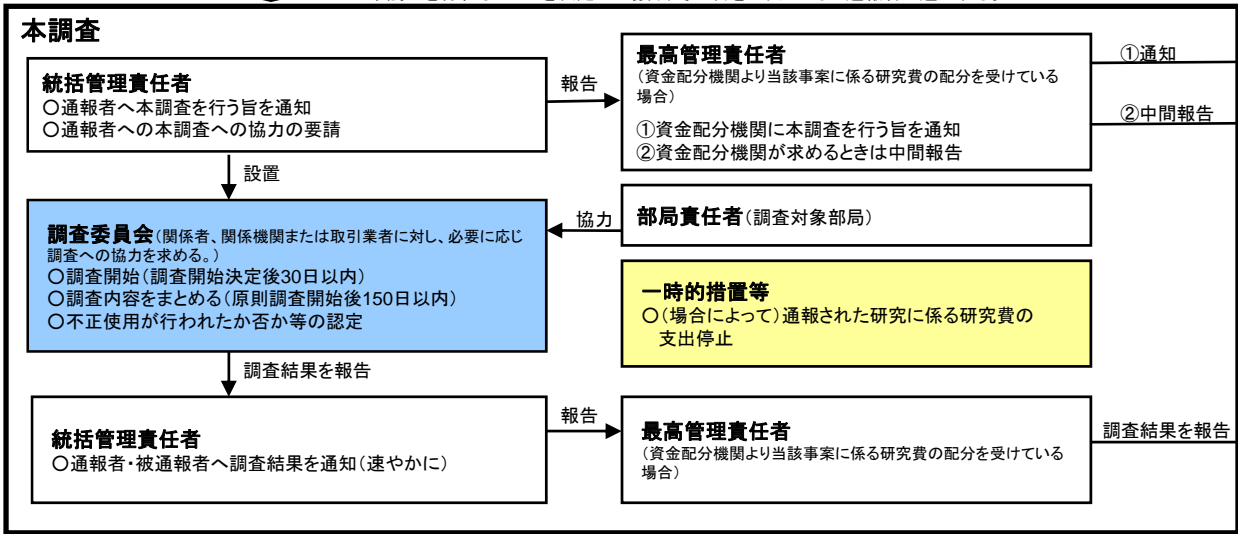 本調査
統括管理責任者
○通報者へ本調査を行う旨を通知
○通報者への本調査への協力の要請
報告
最高管理責任者
(資金配分機関より当該事案に係る研究費の配分を受けている
場合)
①資金配分機関に本調査を行う旨を通知
②資金配分機関が求めるときは中間報告
①通知
②中間報告
設置
調査委員会(関係者、関係機関または取引業者に対し、必要に応じ
調査への協力を求める。)
○調査開始(調査開始決定後30日以内)
○調査内容をまとめる(原則調査開始後150日以内)
○不正使用が行われたか否か等の認定
協力
部局責任者(調査対象部局)
一時的措置等
○(場合によって)通報された研究に係る研究費の
支出停止
調査結果を報告
統括管理責任者
○通報者・被通報者へ調査結果を通知(速やかに)
報告
最高管理責任者
(資金配分機関より当該事案に係る研究費の配分を受けている
場合)
調査結果を報告